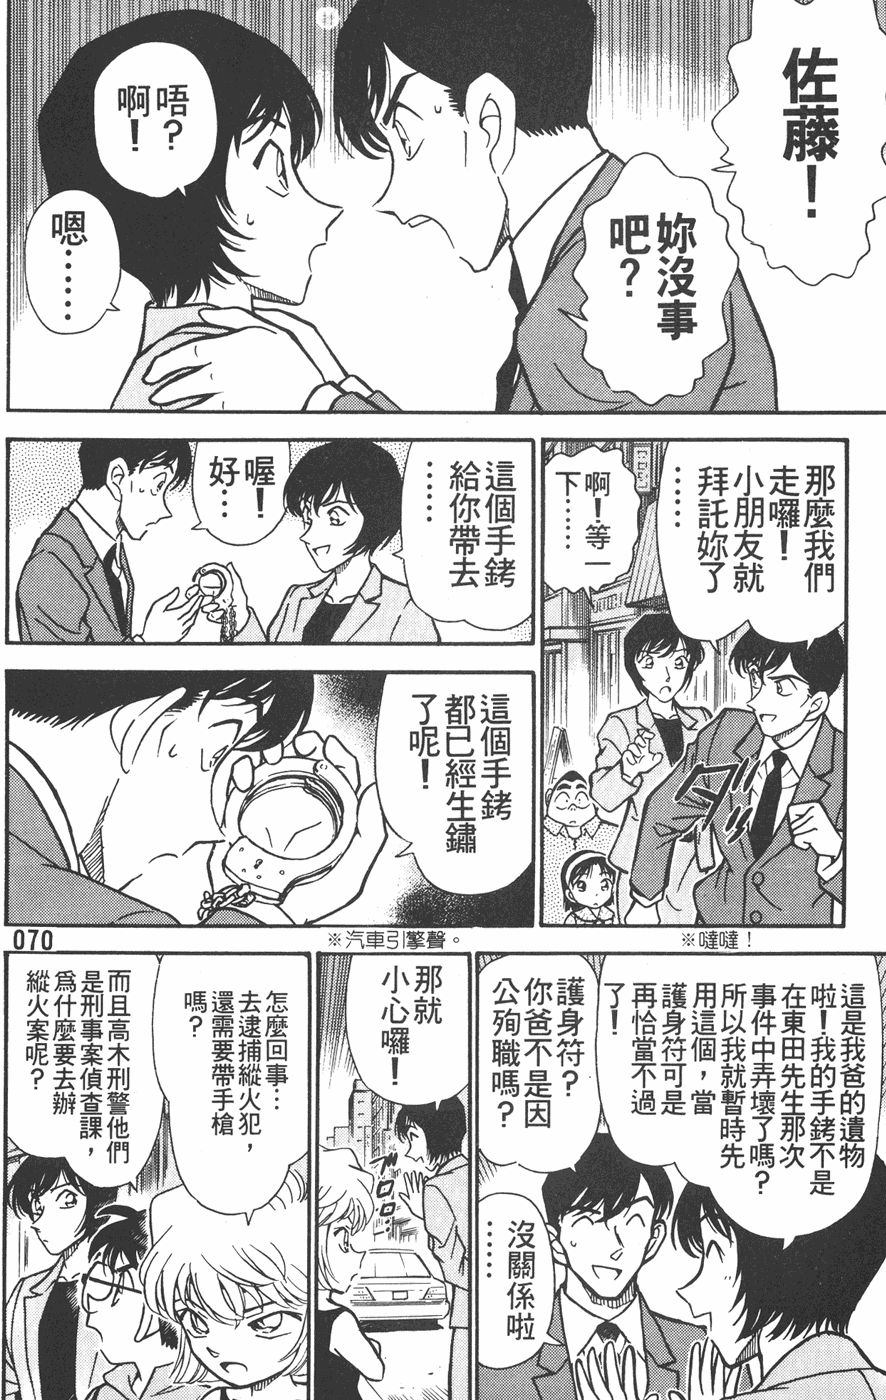 佐藤！
妳沒事
吧？
唔？
啊！
嗯……
那麼我們
走囉！
小朋友就
拜託妳了
……
啊！等一
下……
ダッ
這個手銬
給你帶去
……
喔！
好…
這個手銬
都已經生鏽
了呢！
070
※汽車引擎聲。
※噠噠！
這是我爸的遺物
啦！我的手銬不是
在東田先生那次
事件中弄壞了嗎？
所以我就暫時先
用這個，當
護身符可是
再恰當不過
了！
護身符？
你爸不是因
公殉職嗎？
沒關係啦
……
那就
小心囉！
怎麼回事…
去逮捕縱火犯，
還需要帶手槍
嗎？
而且高木刑警他們
是刑事案偵查課，
爲什麼要去辦
縱火案呢？